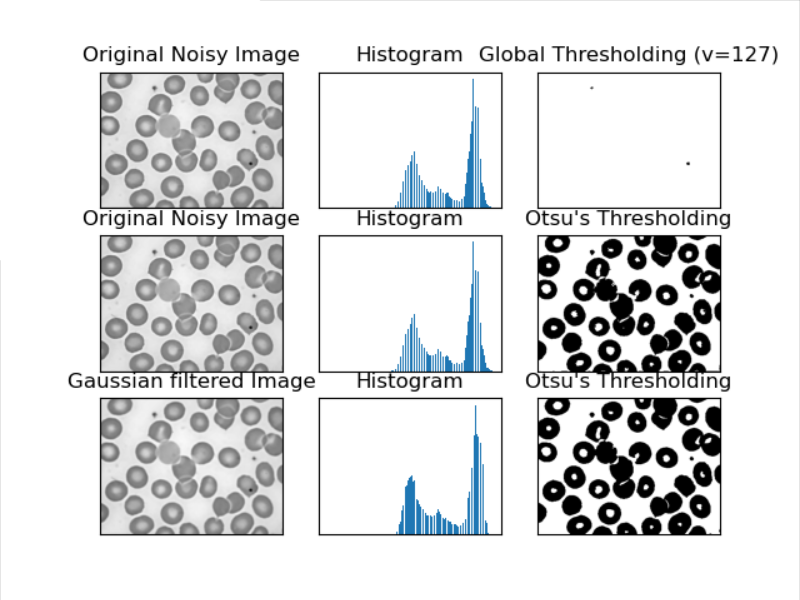 Original Noisy Image
Histogram
Global Thresholding (v=127)
Original Noisy Image
Histogram
Otsu's Thresholding
Gaussian filtered Image
Histogram
Otsu's Thresholding